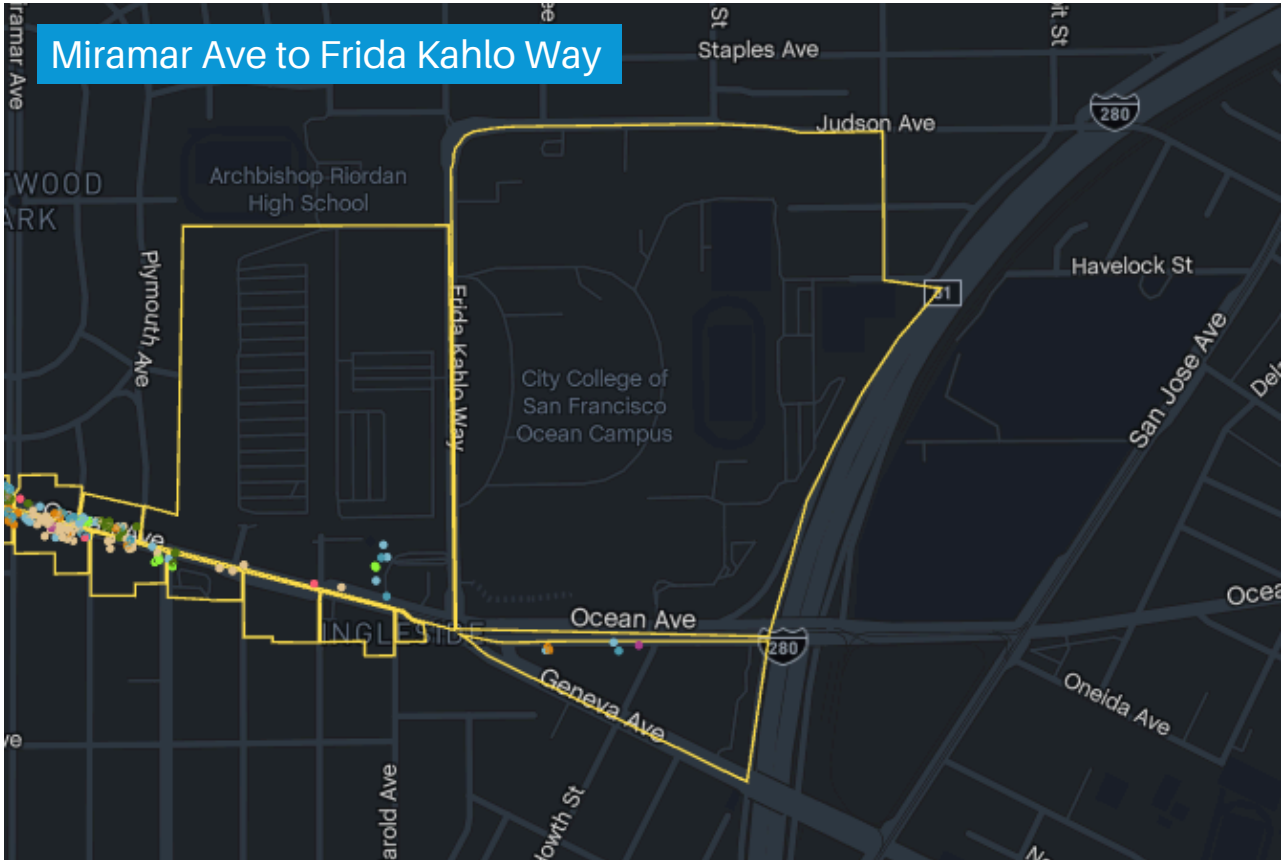 Miramar Ave to Frida Kahlo Way
St
Staples Ave
280
Judson Ave
Archbishop Riordan
High School
Plymouth Ave
Havelock St
Frida Kahlo Way
San Jose Ave
City College of
San Francisco
Ocean Campus
Ave
Ocean Ave
INGLESIDE
280
Geneva Ave
Oneida Ave